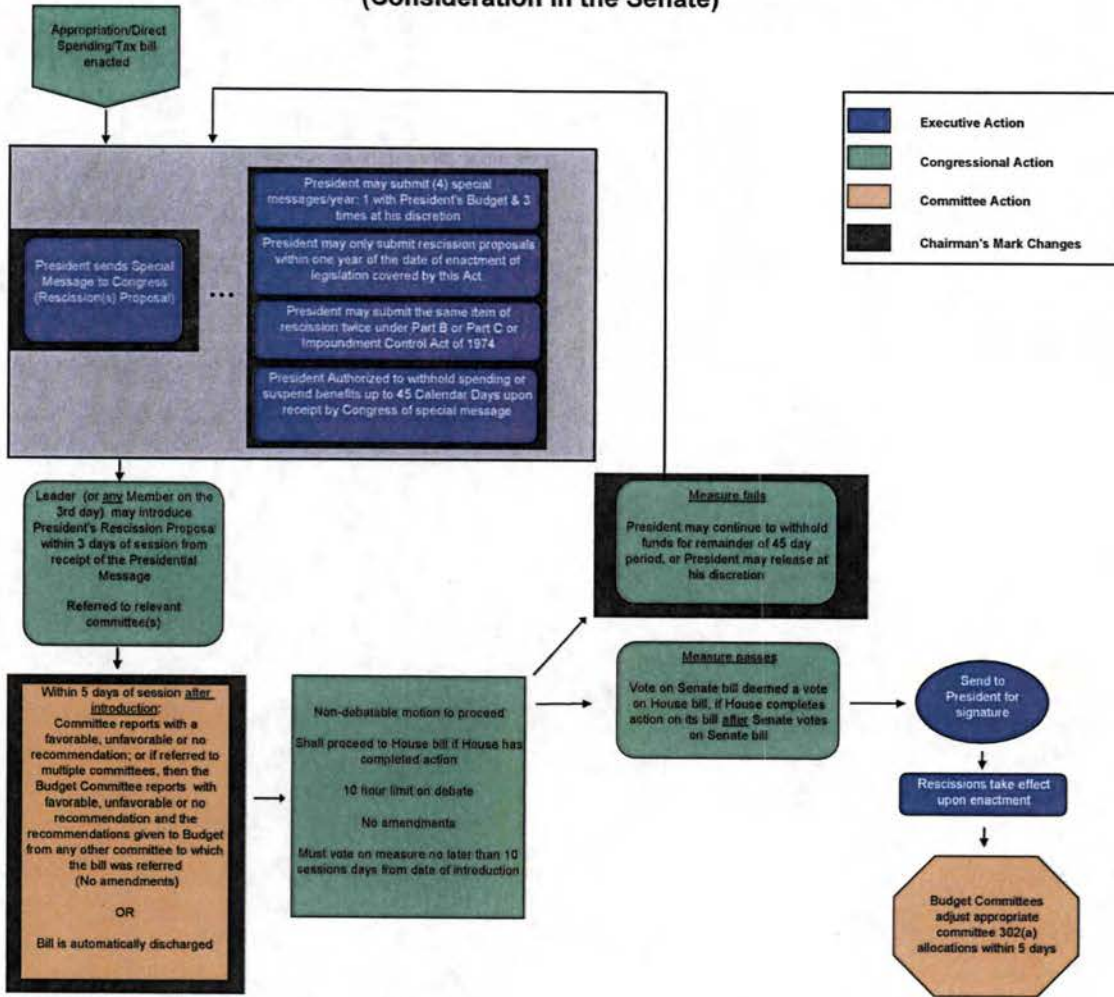 (Consideration in the Senate)
Appropriation/Direct
Spending/Tax bill
enacted
Executive Action
Congressional Action
Committee Action
Chairman's Mark Changes
President sends Special
Message to Congress
(Rescission(s) Proposal)
...
President may submit (4) special
messages/year: 1 with President's Budget & 3
times at his discretion
President may only submit rescission proposals
within one year of the date of enactment of
legislation covered by this Act
President may submit the same item of
rescission twice under Part B or Part C or
Impoundment Control Act of 1974
President Authorized to withhold spending or
suspend benefits up to 45 Calendar Days upon
receipt by Congress of special message
Leader (or any Member on the
3rd day) may introduce
President's Rescission Proposal
within 3 days of session from
receipt of the Presidential
Message
Referred to relevant
committee(s)
Measure fails
President may continue to withhold
funds for remainder of 45 day
period, or President may release at
his discretion
Within 5 days of session after
introduction:
Committee reports with a
favorable, unfavorable or no
recommendation; or if referred to
multiple committees, then the
Budget Committee reports with
favorable, unfavorable or no
recommendation and the
recommendations given to Budget
from any other committee to which
the bill was referred
(No amendments)
OR
Bill is automatically discharged
Non-debatable motion to proceed
Shall proceed to House bill if House has
completed action
10 hour limit on debate
No amendments
Must vote on measure no later than 10
sessions days from date of introduction
Measure passes
Vote on Senate bill deemed a vote
on House bill, if House completes
action on its bill after Senate votes
on Senate bill
Send to
President for
signature
Rescissions take effect
upon enactment
Budget Committees
adjust appropriate
committee 302(a)
allocations within 5 days